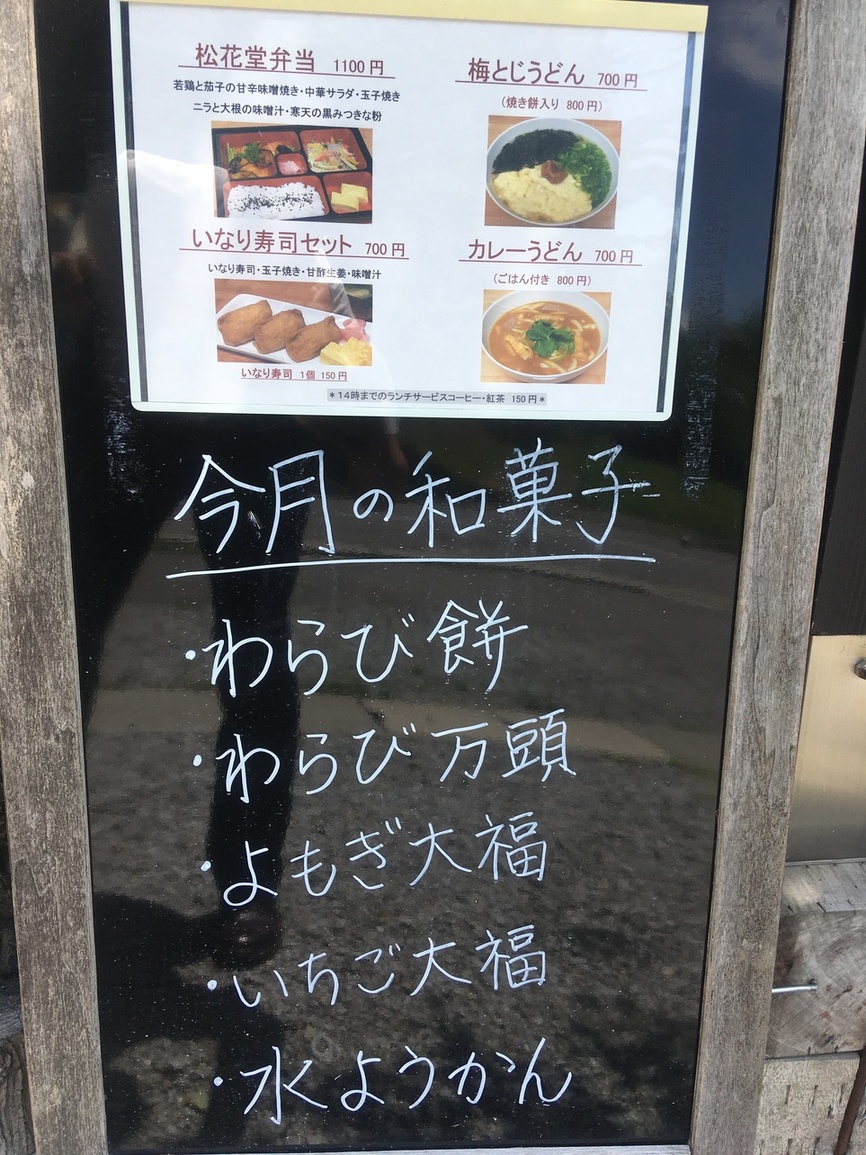 松花堂弁当 1100円
若鶏と茄子の甘辛味噌焼き・中華サラダ・玉子焼き
ニラと大根の味噌汁・寒天の黒みつきな粉
梅とじうどん 700円
(焼き餅入り 800円)
いなり寿司セット 700円
いなり寿司・玉子焼き・甘酢生姜・味噌汁
いなり寿司 1個 150円
カレーうどん 700円
(ごはん付き 800円)
*14時までのランチサービスコーヒー・紅茶 150円*
今月の和菓子
・わらび餅
・わらび万頭
・よもぎ大福
・いちご大福
・水ようかん